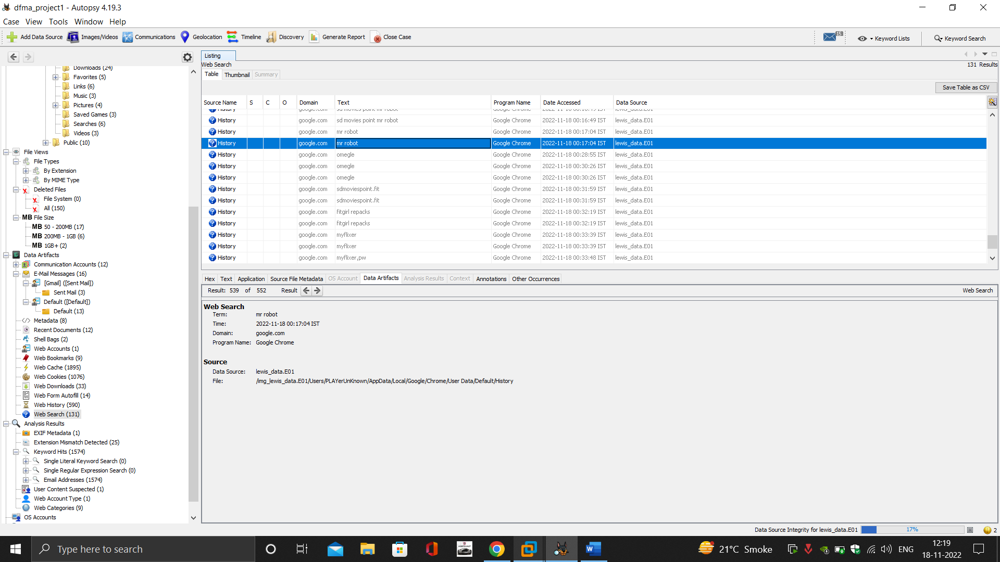 dfma_project1 - Autopsy 4.19.3
Case View Tools Window Help
Add Data Source Images/Videos Communications Geolocation Timeline Discovery Generate Report Close Case 15 Keyword Lists Keyword Search
Downloads (24)
Favorites (5)
Links (6)
Music (3)
Pictures (4)
Saved Games (3)
Searches (6)
Videos (3)
Public (10)
File Views
File Types
By Extension
By MIME Type
Deleted Files
File System (0)
All (150)
MB File Size
MB 50 - 200MB (17)
MB 200MB - 1GB (6)
MB 1GB+ (2)
Data Artifacts
Communication Accounts (12)
E-Mail Messages (16)
[Gmail] ([Sent Mail])
Sent Mail (3)
Default ([Default])
Default (13)
Metadata (8)
Recent Documents (12)
Shell Bags (2)
Web Accounts (1)
Web Bookmarks (9)
Web Cache (1895)
Web Cookies (1076)
Web Downloads (33)
Web Form Autofill (14)
Web History (590)
Web Search (131)
Analysis Results
EXIF Metadata (1)
Extension Mismatch Detected (25)
Keyword Hits (1574)
Single Literal Keyword Search (0)
Single Regular Expression Search (0)
Email Addresses (1574)
User Content Suspected (1)
Web Account Type (1)
Web Categories (9)
OS Accounts
Listing
Web Search 131 Results
Table Thumbnail Summary
Save Table as CSV
Source Name S C O Domain Text Program Name Date Accessed Data Source
History google.com sd movies point mr robot Google Chrome 2022-11-18 00:16:49 IST lewis_data.E01
History google.com sd movies point mr robot Google Chrome 2022-11-18 00:16:49 IST lewis_data.E01
History google.com mr robot Google Chrome 2022-11-18 00:17:04 IST lewis_data.E01
History google.com mr robot Google Chrome 2022-11-18 00:17:04 IST lewis_data.E01
History google.com omegle Google Chrome 2022-11-18 00:28:55 IST lewis_data.E01
History google.com omegle Google Chrome 2022-11-18 00:30:26 IST lewis_data.E01
History google.com omegle Google Chrome 2022-11-18 00:30:26 IST lewis_data.E01
History google.com sdmoviespoint.fit Google Chrome 2022-11-18 00:31:59 IST lewis_data.E01
History google.com sdmoviespoint.fit Google Chrome 2022-11-18 00:31:59 IST lewis_data.E01
History google.com fitgirl repacks Google Chrome 2022-11-18 00:32:19 IST lewis_data.E01
History google.com fitgirl repacks Google Chrome 2022-11-18 00:32:19 IST lewis_data.E01
History google.com myflixer Google Chrome 2022-11-18 00:33:39 IST lewis_data.E01
History google.com myflixer Google Chrome 2022-11-18 00:33:39 IST lewis_data.E01
History google.com myflixer,pw Google Chrome 2022-11-18 00:33:48 IST lewis_data.E01
Hex Text Application Source File Metadata OS Account Data Artifacts Analysis Results Context Annotations Other Occurrences
Result: 539 of 552 Result Web Search
Web Search
Term: mr robot
Time: 2022-11-18 00:17:04 IST
Domain: google.com
Program Name: Google Chrome
Source
Data Source: lewis_data.E01
File: /img_lewis_data.E01/Users/PLAYerUnKnown/AppData/Local/Google/Chrome/User Data/Default/History
Data Source Integrity for lewis_data.E01 17% 2
Type here to search
21°C Smoke ENG
12:19
18-11-2022